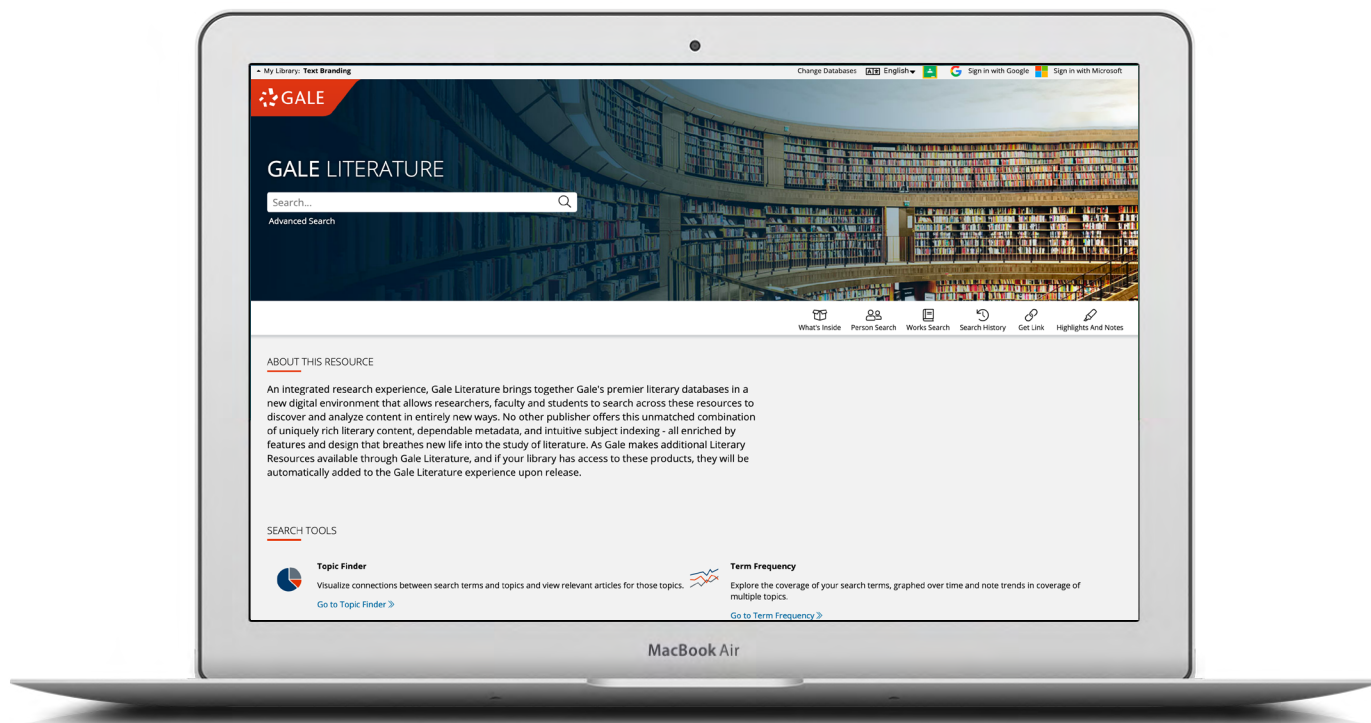 My Library: Text Branding
Change Databases English Sign in with Google Sign in with Microsoft
GALE
GALE LITERATURE
Search...
Advanced Search
What's Inside Person Search Works Search Search History Get Link Highlights And Notes
ABOUT THIS RESOURCE
An integrated research experience, Gale Literature brings together Gale's premier literary databases in a
new digital environment that allows researchers, faculty and students to search across these resources to
discover and analyze content in entirely new ways. No other publisher offers this unmatched combination
of uniquely rich literary content, dependable metadata, and intuitive subject indexing - all enriched by
features and design that breathes new life into the study of literature. As Gale makes additional Literary
Resources available through Gale Literature, and if your library has access to these products, they will be
automatically added to the Gale Literature experience upon release.
SEARCH TOOLS
Topic Finder
Visualize connections between search terms and topics and view relevant articles for those topics.
Go to Topic Finder »
Term Frequency
Explore the coverage of your search terms, graphed over time and note trends in coverage of
multiple topics.
Go to Term Frequency »
MacBook Air